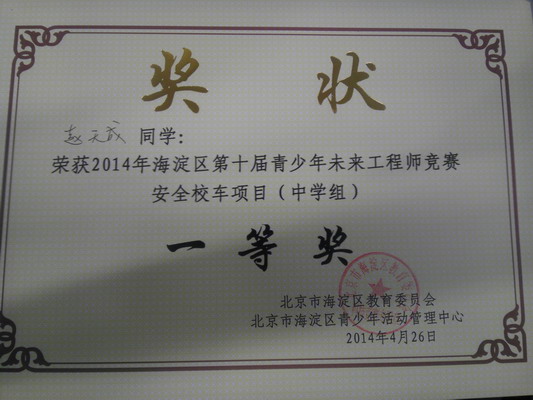 奖 状
赵天成 同学:
荣获2014年海淀区第十届青少年未来工程师竞赛
安全校车项目（中学组）
一等奖
北京市海淀区教育委员会
北京市海淀区青少年活动管理中心
2014年4月26日